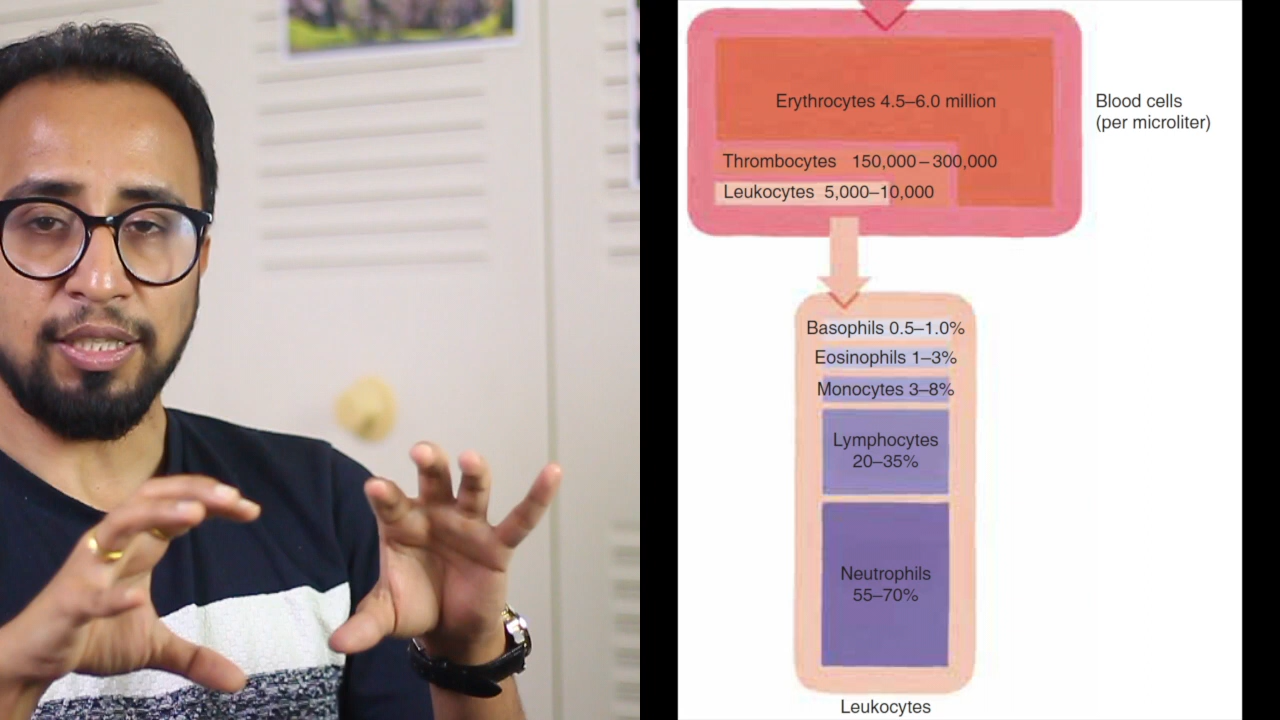 Erythrocytes 4.5–6.0 million
Thrombocytes 150,000–300,000
Leukocytes 5,000–10,000
Blood cells
(per microliter)
Basophils 0.5–1.0%
Eosinophils 1–3%
Monocytes 3–8%
Lymphocytes
20–35%
Neutrophils
55–70%
Leukocytes